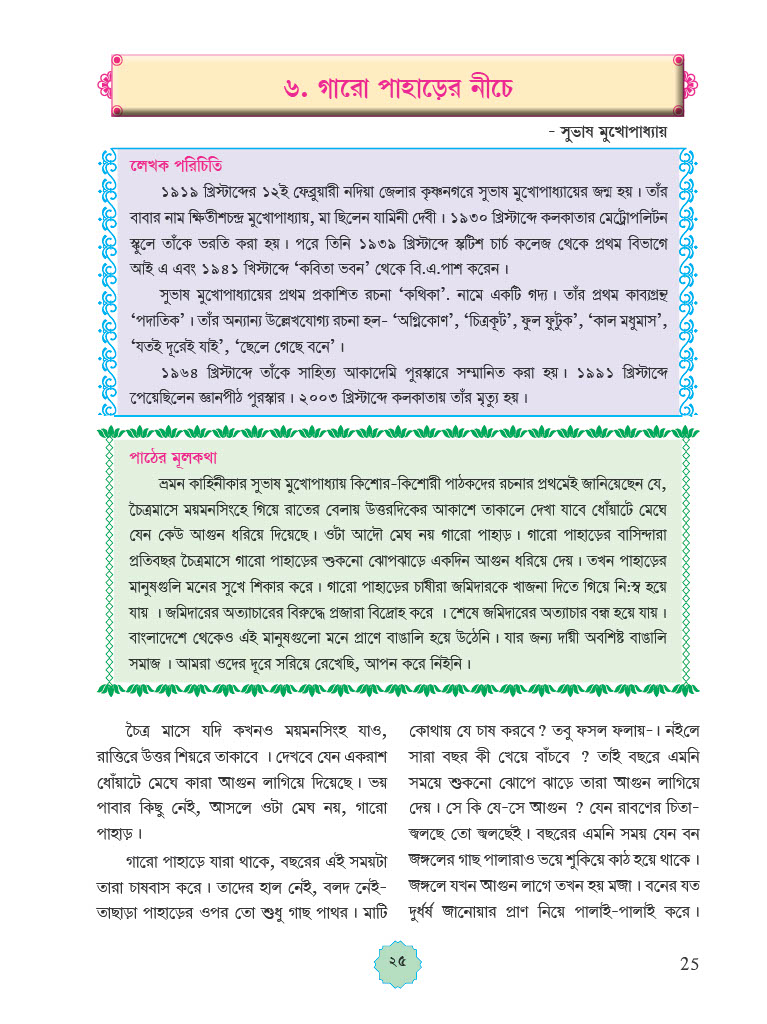 ৬. গারো পাহাড়ের নীচে
- সুভাষ মুখোপাধ্যায়
লেখক পরিচিতি
১৯১৯ খ্রিস্টাব্দের ১২ই ফেব্রুয়ারী নদিয়া জেলার কৃষ্ণনগরে সুভাষ মুখোপাধ্যায়ের জন্ম হয়। তাঁর
বাবার নাম ক্ষিতীশচন্দ্র মুখোপাধ্যায়, মা ছিলেন যামিনী দেবী। ১৯৩০ খ্রিস্টাব্দে কলকাতার মেট্রোপলিটন
স্কুলে তাঁকে ভরতি করা হয়। পরে তিনি ১৯৩৯ খ্রিস্টাব্দে স্কটিশ চার্চ কলেজ থেকে প্রথম বিভাগে
আই এ এবং ১৯৪১ খিস্টাব্দে ‘কবিতা ভবন’ থেকে বি.এ.পাশ করেন।
সুভাষ মুখোপাধ্যায়ের প্রথম প্রকাশিত রচনা ‘কথিকা’. নামে একটি গদ্য। তাঁর প্রথম কাব্যগ্রন্থ
‘পদাতিক’। তাঁর অন্যান্য উল্লেখযোগ্য রচনা হল- ‘অগ্নিকোণ’, ‘চিত্রকূট’, ফুল ফুটুক’, ‘কাল মধুমাস’,
‘যতই দূরেই যাই’, ‘ছেলে গেছে বনে’।
১৯৬৪ খ্রিস্টাব্দে তাঁকে সাহিত্য আকাদেমি পুরস্কারে সম্মানিত করা হয়। ১৯৯১ খ্রিস্টাব্দে
পেয়েছিলেন জ্ঞানপীঠ পুরস্কার। ২০০৩ খ্রিস্টাব্দে কলকাতায় তাঁর মৃত্যু হয়।
পাঠের মূলকথা
ভ্রমন কাহিনীকার সুভাষ মুখোপাধ্যায় কিশোর-কিশোরী পাঠকদের রচনার প্রথমেই জানিয়েছেন যে,
চৈত্রমাসে ময়মনসিংহে গিয়ে রাতের বেলায় উত্তরদিকের আকাশে তাকালে দেখা যাবে ধোঁয়াটে মেঘে
যেন কেউ আগুন ধরিয়ে দিয়েছে। ওটা আদৌ মেঘ নয় গারো পাহাড়। গারো পাহাড়ের বাসিন্দারা
প্রতিবছর চৈত্রমাসে গারো পাহাড়ের শুকনো ঝোপঝাড়ে একদিন আগুন ধরিয়ে দেয়। তখন পাহাড়ের
মানুষগুলি মনের সুখে শিকার করে। গারো পাহাড়ের চাষীরা জমিদারকে খাজনা দিতে গিয়ে নি:স্ব হয়ে
যায় । জমিদারের অত্যাচারের বিরুদ্ধে প্রজারা বিদ্রোহ করে । শেষে জমিদারের অত্যাচার বন্ধ হয়ে যায়।
বাংলাদেশে থেকেও এই মানুষগুলো মনে প্রাণে বাঙালি হয়ে উঠেনি। যার জন্য দায়ী অবশিষ্ট বাঙালি
সমাজ । আমরা ওদের দূরে সরিয়ে রেখেছি, আপন করে নিইনি।
চৈত্র মাসে যদি কখনও ময়মনসিংহ যাও,
রাত্তিরে উত্তর শিয়রে তাকাবে । দেখবে যেন একরাশ
ধোঁয়াটে মেঘে কারা আগুন লাগিয়ে দিয়েছে। ভয়
পাবার কিছু নেই, আসলে ওটা মেঘ নয়, গারো
পাহাড়।
গারো পাহাড়ে যারা থাকে, বছরের এই সময়টা
তারা চাষবাস করে। তাদের হাল নেই, বলদ নেই-
তাছাড়া পাহাড়ের ওপর তো শুধু গাছ পাথর। মাটি
কোথায় যে চাষ করবে ? তবু ফসল ফলায়-। নইলে
সারা বছর কী খেয়ে বাঁচবে ? তাই বছরে এমনি
সময়ে শুকনো ঝোপে ঝাড়ে তারা আগুন লাগিয়ে
দেয়। সে কি যে-সে আগুন ? যেন রাবণের চিতা-
জ্বলছে তো জ্বলছেই। বছরের এমনি সময় যেন বন
জঙ্গলের গাছ পালারাও ভয়ে শুকিয়ে কাঠ হয়ে থাকে।
জঙ্গলে যখন আগুন লাগে তখন হয় মজা। বনের যত
দুর্ধর্ষ জানোয়ার প্রাণ নিয়ে পালাই-পালাই করে।
২৫
25